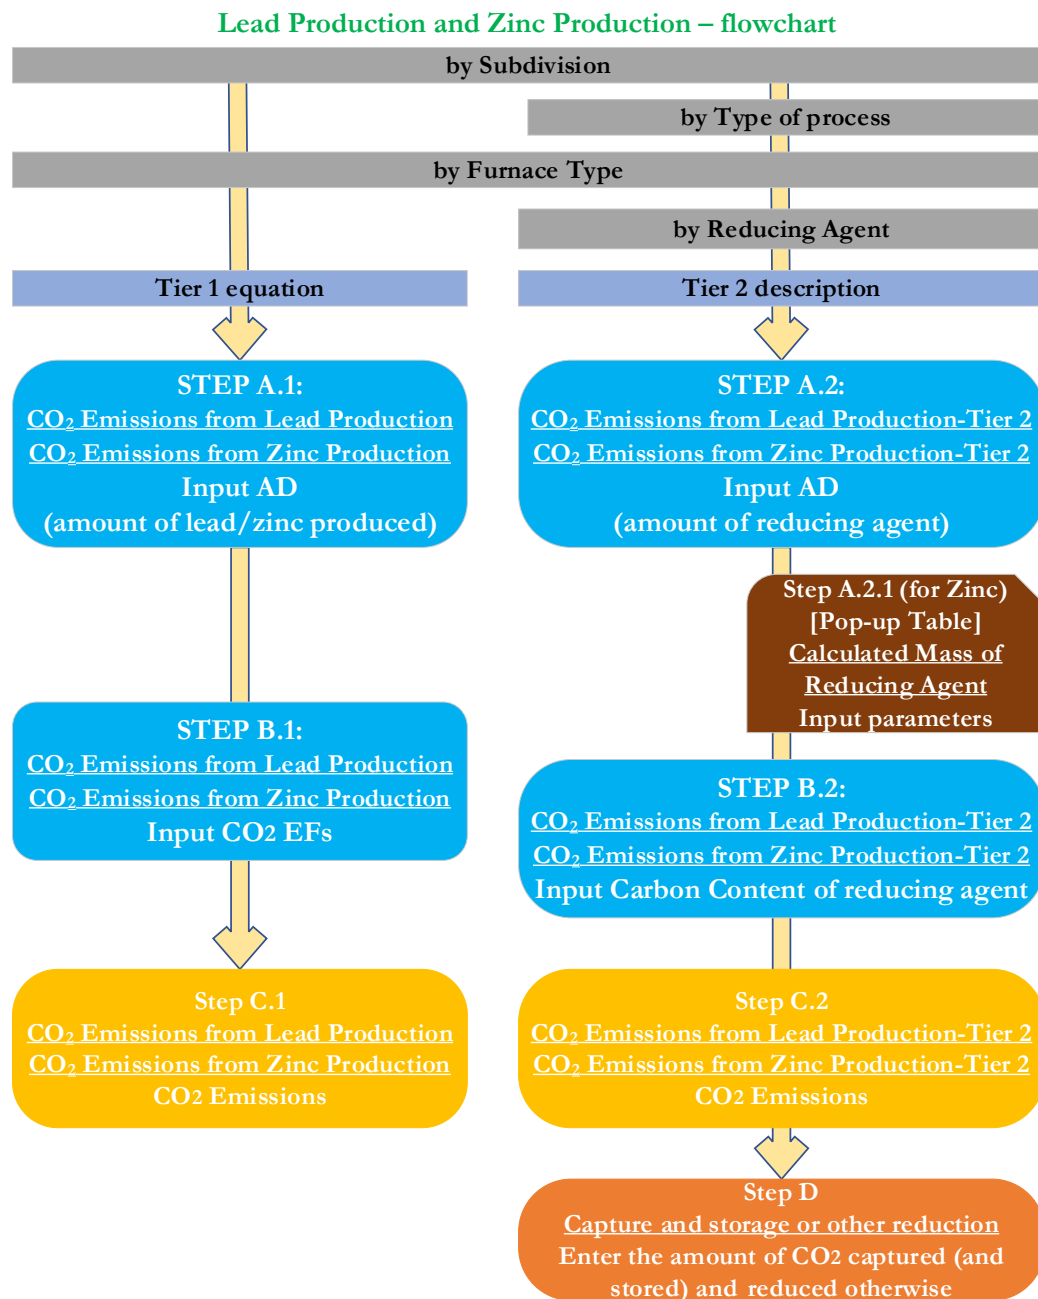 Lead Production and Zinc Production – flowchart
by Subdivision
by Type of process
by Furnace Type
by Reducing Agent
Tier 1 equation
Tier 2 description
STEP A.1:
CO₂ Emissions from Lead Production
CO₂ Emissions from Zinc Production
Input AD
(amount of lead/zinc produced)
STEP A.2:
CO₂ Emissions from Lead Production-Tier 2
CO₂ Emissions from Zinc Production-Tier 2
Input AD
(amount of reducing agent)
Step A.2.1 (for Zinc)
[Pop-up Table]
Calculated Mass of
Reducing Agent
Input parameters
STEP B.1:
CO₂ Emissions from Lead Production
CO₂ Emissions from Zinc Production
Input CO2 EFs
STEP B.2:
CO₂ Emissions from Lead Production-Tier 2
CO₂ Emissions from Zinc Production-Tier 2
Input Carbon Content of reducing agent
Step C.1
CO₂ Emissions from Lead Production
CO₂ Emissions from Zinc Production
CO2 Emissions
Step C.2
CO₂ Emissions from Lead Production-Tier 2
CO₂ Emissions from Zinc Production-Tier 2
CO2 Emissions
Step D
Capture and storage or other reduction
Enter the amount of CO2 captured (and
stored) and reduced otherwise